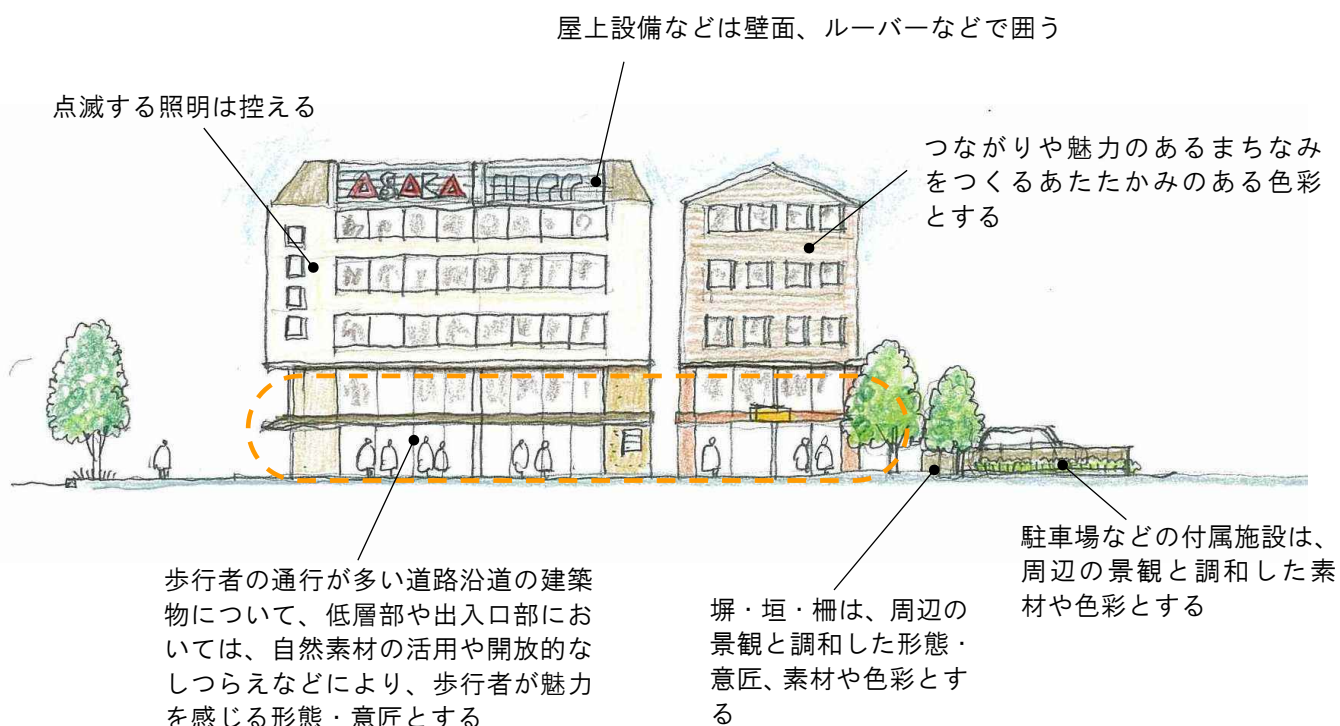 屋上設備などは壁面、ルーバーなどで囲う
点滅する照明は控える
つながりや魅力のあるまちなみ
をつくるあたたかみのある色彩
とする
ASAKA
歩行者の通行が多い道路沿道の建築
物について、低層部や出入口部にお
いては、自然素材の活用や開放的な
しつらえなどにより、歩行者が魅力
を感じる形態・意匠とする
塀・垣・柵は、周辺の
景観と調和した形態・
意匠、素材や色彩とす
る
駐車場などの付属施設は、
周辺の景観と調和した素
材や色彩とする